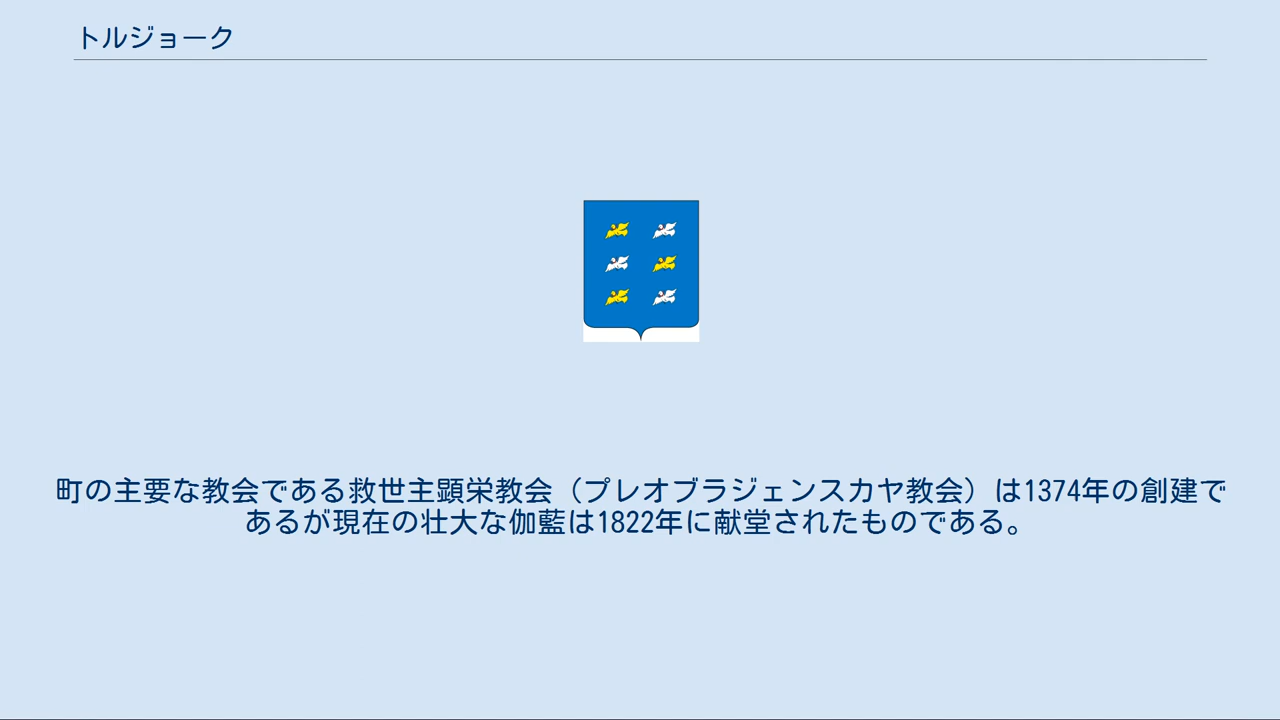 トルジョーク
町の主要な教会である救世主顕栄教会（プレオブラジェンスカヤ教会）は1374年の創建で
あるが現在の壮大な伽藍は1822年に献堂されたものである。